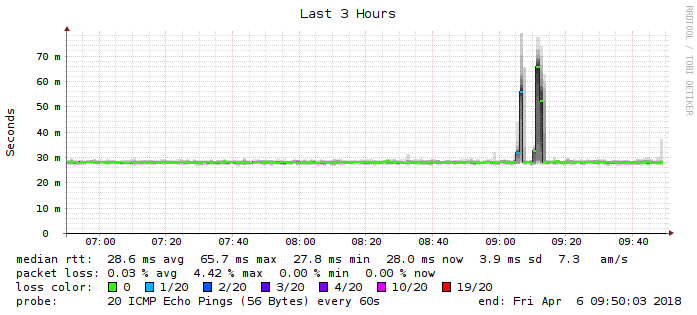 Last 3 Hours
RRDTOOL / TOBI OETIKER
Seconds
70 m
60 m
50 m
40 m
30 m
20 m
10 m
0
07:00 07:20 07:40 08:00 08:20 08:40 09:00 09:20 09:40
median rtt: 28.6 ms avg 65.7 ms max 27.8 ms min 28.0 ms now 3.9 ms sd 7.3 am/s
packet loss: 0.03 % avg 4.42 % max 0.00 % min 0.00 % now
loss color: 0 1/20 2/20 3/20 4/20 10/20 19/20
probe: 20 ICMP Echo Pings (56 Bytes) every 60s end: Fri Apr 6 09:50:03 2018